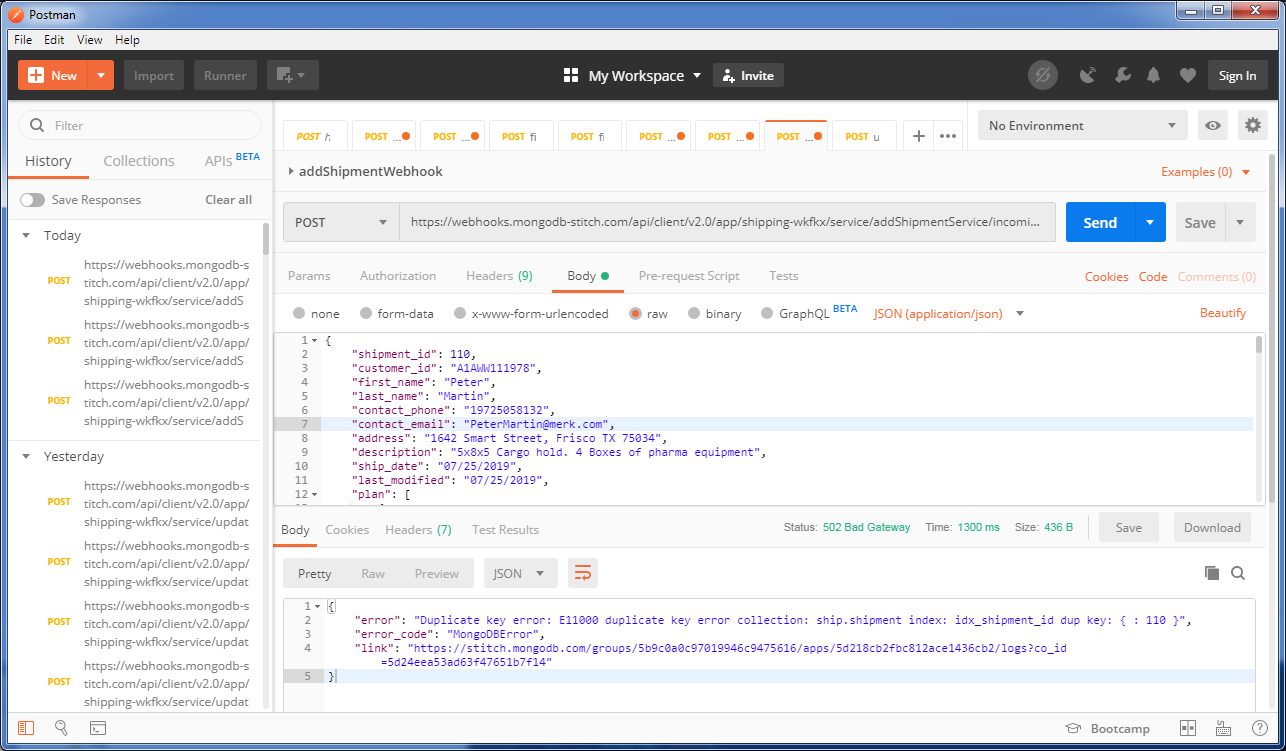 Postman
File Edit View Help
New Import Runner My Workspace Invite Sign In
Filter
History Collections APIs BETA
Save Responses Clear all
Today
POST https://webhooks.mongodb-s
titch.com/api/client/v2.0/app/
shipping-wkfkx/service/addS
POST https://webhooks.mongodb-s
titch.com/api/client/v2.0/app/
shipping-wkfkx/service/addS
POST https://webhooks.mongodb-s
titch.com/api/client/v2.0/app/
shipping-wkfkx/service/addS
Yesterday
POST https://webhooks.mongodb-s
titch.com/api/client/v2.0/app/
shipping-wkfkx/service/updat
POST https://webhooks.mongodb-s
titch.com/api/client/v2.0/app/
shipping-wkfkx/service/updat
POST https://webhooks.mongodb-s
titch.com/api/client/v2.0/app/
shipping-wkfkx/service/updat
POST https://webhooks.mongodb-s
titch.com/api/client/v2.0/app/
shipping-wkfkx/service/updat
POST POST ... POST ... POST fi POST fi POST ... POST ... POST ... POST u + ••• No Environment
addShipmentWebhook Examples (0)
POST https://webhooks.mongodb-stitch.com/api/client/v2.0/app/shipping-wkfkx/service/addShipmentService/incomi... Send Save
Params Authorization Headers (9) Body Pre-request Script Tests Cookies Code Comments (0)
none form-data x-www-form-urlencoded raw binary GraphQL BETA JSON (application/json) Beautify
1 {
2 "shipment_id": 110,
3 "customer_id": "A1AWW111978",
4 "first_name": "Peter",
5 "last_name": "Martin",
6 "contact_phone": "19725058132",
7 "contact_email": "PeterMartin@merk.com",
8 "address": "1642 Smart Street, Frisco TX 75034",
9 "description": "5x8x5 Cargo hold. 4 Boxes of pharma equipment",
10 "ship_date": "07/25/2019",
11 "last_modified": "07/25/2019",
12 "plan": [
Body Cookies Headers (7) Test Results Status: 502 Bad Gateway Time: 1300 ms Size: 436 B Save Download
Pretty Raw Preview JSON
1 {
2 "error": "Duplicate key error: E11000 duplicate key error collection: ship.shipment index: idx_shipment_id dup key: { : 110 }",
3 "error_code": "MongoDBError",
4 "link": "https://stitch.mongodb.com/groups/5b9c0a0c97019946c9475616/apps/5d218cb2fbc812ace1436cb2/logs?co_id
=5d24eea53ad63f47651b7f14"
5 }
Bootcamp